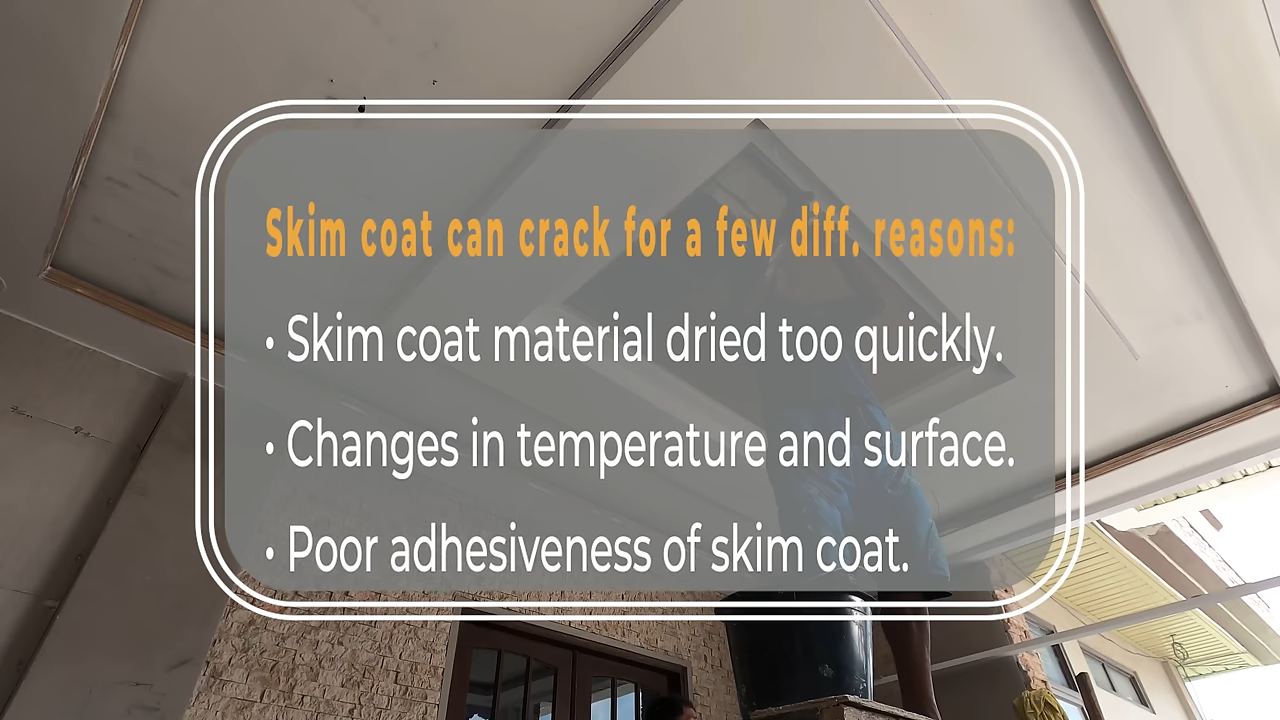 Skim coat can crack for a few diff. reasons:
• Skim coat material dried too quickly.
• Changes in temperature and surface.
• Poor adhesiveness of skim coat.